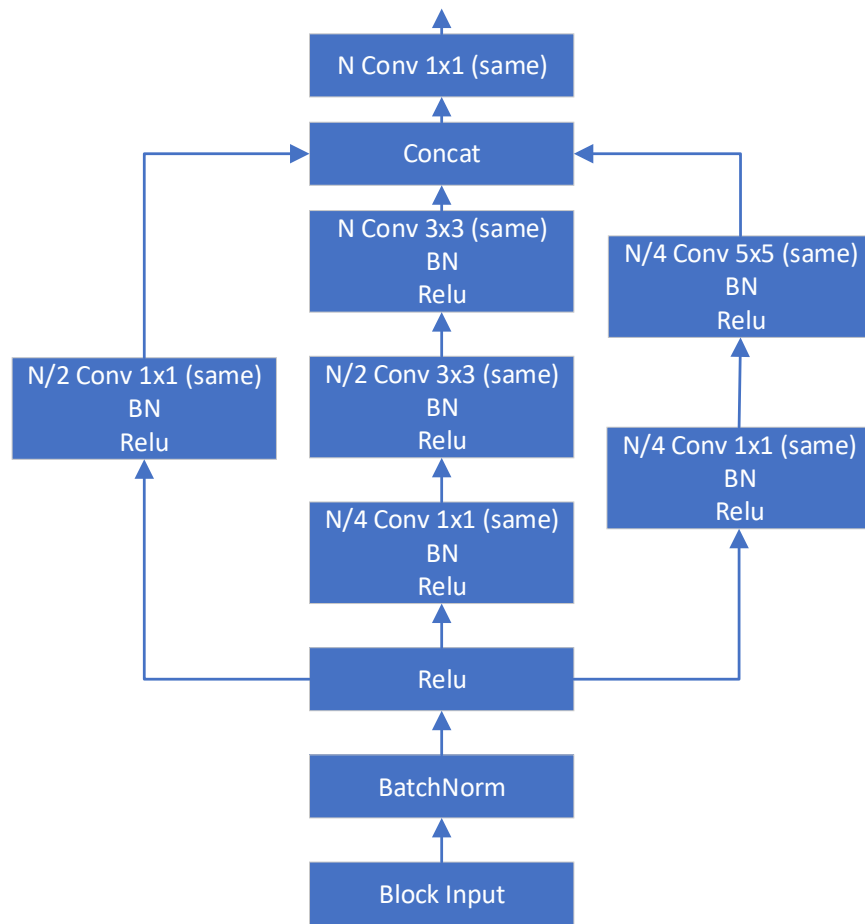 N Conv 1x1 (same)
Concat
N Conv 3x3 (same)
BN
Relu
N/4 Conv 5x5 (same)
BN
Relu
N/2 Conv 1x1 (same)
BN
Relu
N/2 Conv 3x3 (same)
BN
Relu
N/4 Conv 1x1 (same)
BN
Relu
N/4 Conv 1x1 (same)
BN
Relu
Relu
BatchNorm
Block Input